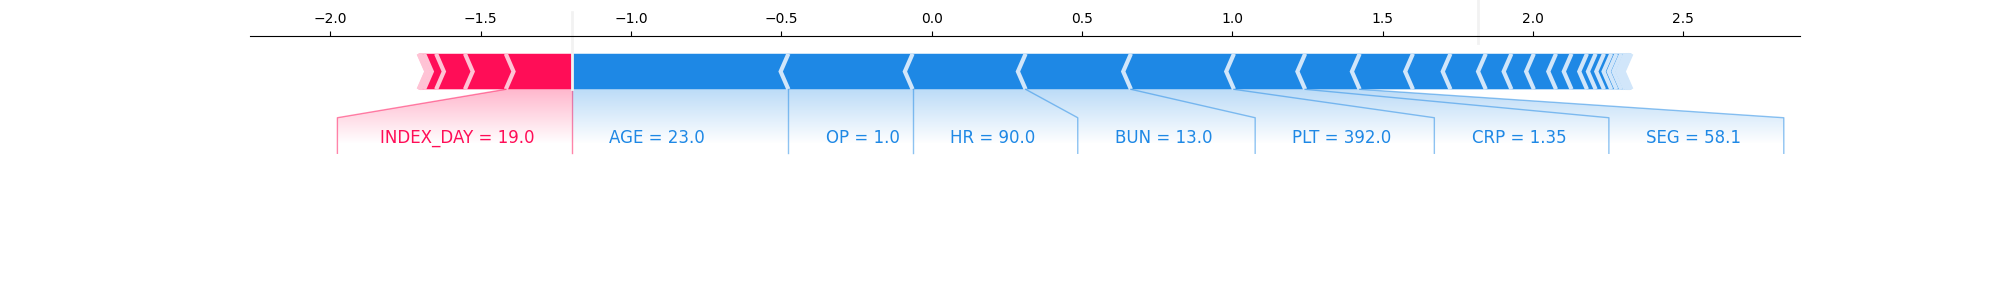 −2.0 −1.5 −1.0 −0.5 0.0 0.5 1.0 1.5 2.0 2.5
INDEX_DAY = 19.0 AGE = 23.0 OP = 1.0 HR = 90.0 BUN = 13.0 PLT = 392.0 CRP = 1.35 SEG = 58.1